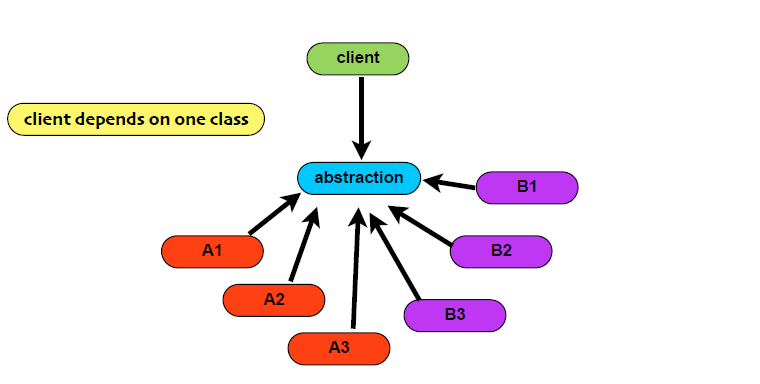 client
client depends on one class
abstraction
B1
A1
B2
A2
B3
A3